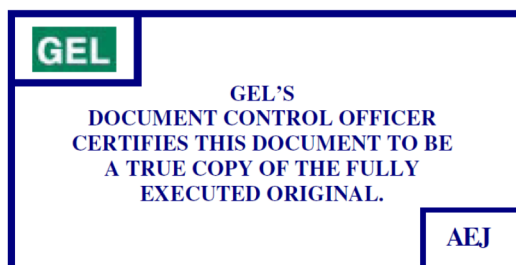 GEL
GEL'S
DOCUMENT CONTROL OFFICER
CERTIFIES THIS DOCUMENT TO BE
A TRUE COPY OF THE FULLY
EXECUTED ORIGINAL.
AEJ